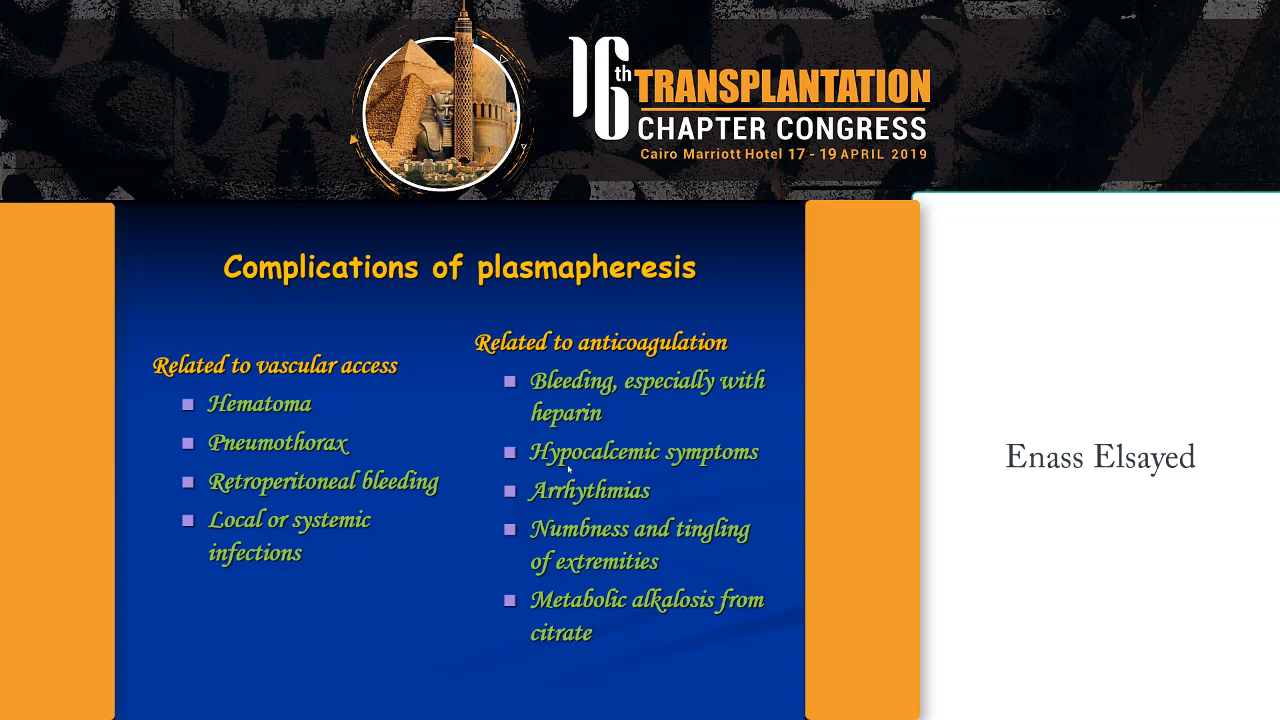 16th TRANSPLANTATION
CHAPTER CONGRESS
Cairo Marriott Hotel 17 - 19 APRIL 2019
Complications of plasmapheresis
Related to vascular access
Hematoma
Pneumothorax
Retroperitoneal bleeding
Local or systemic
infections
Related to anticoagulation
Bleeding, especially with
heparin
Hypocalcemic symptoms
Arrhythmias
Numbness and tingling
of extremities
Metabolic alkalosis from
citrate
Enass Elsayed